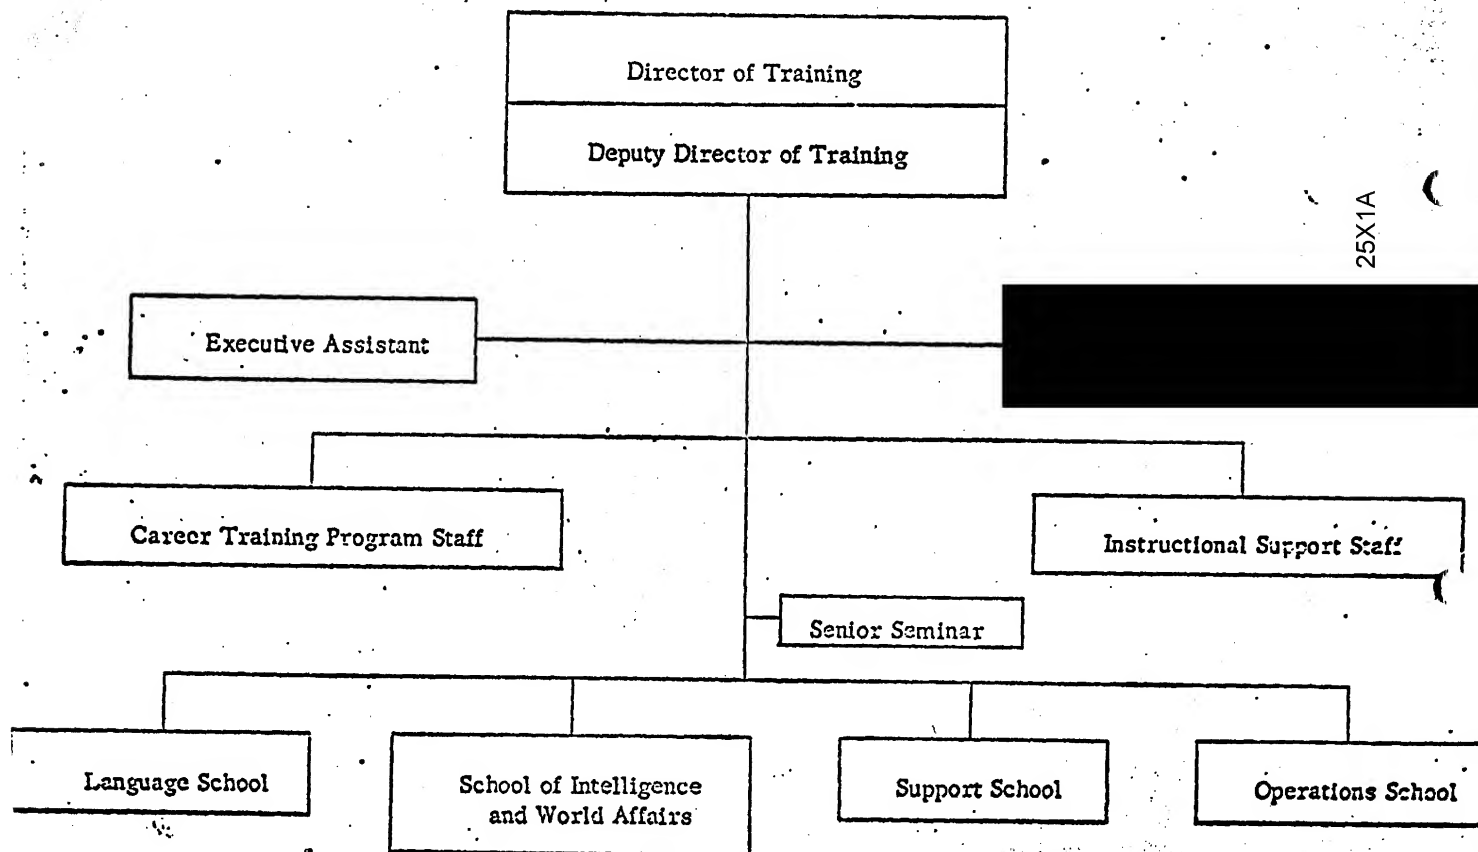 Director of Training
Deputy Director of Training
25X1A
Executive Assistant
Career Training Program Staff
Instructional Support Staff
Senior Seminar
Language School
School of Intelligence
and World Affairs
Support School
Operations School